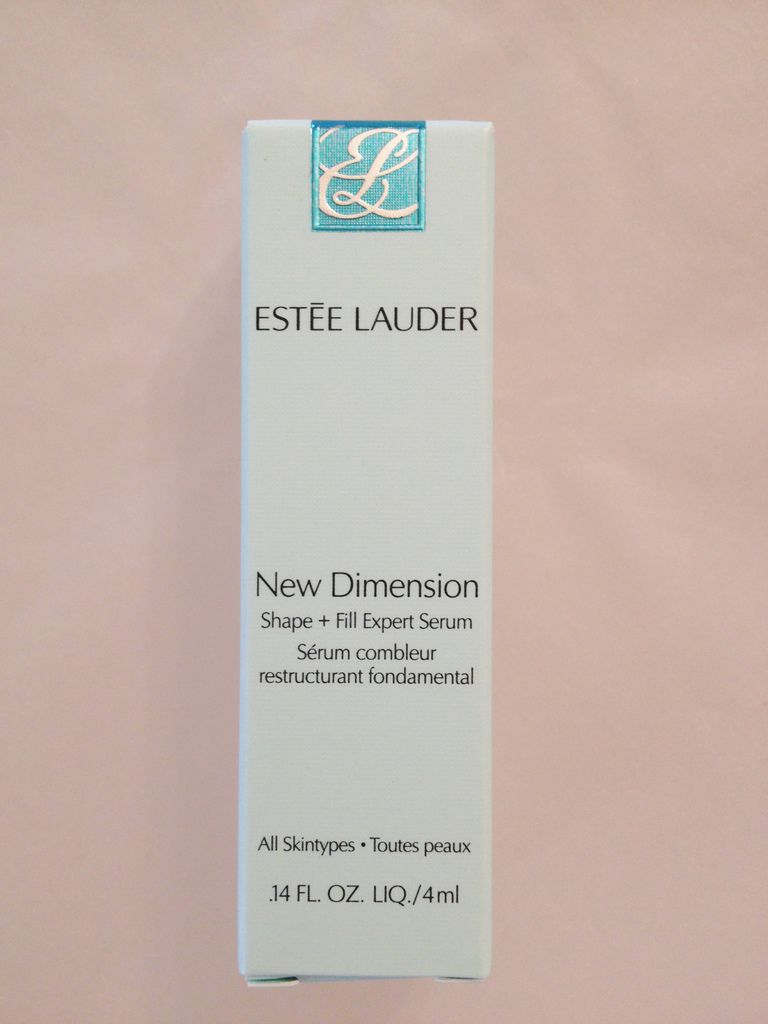 EL
ESTĒE LAUDER
New Dimension
Shape + Fill Expert Serum
Sérum combleur
restructurant fondamental
All Skintypes • Toutes peaux
.14 FL. OZ. LIQ./4ml